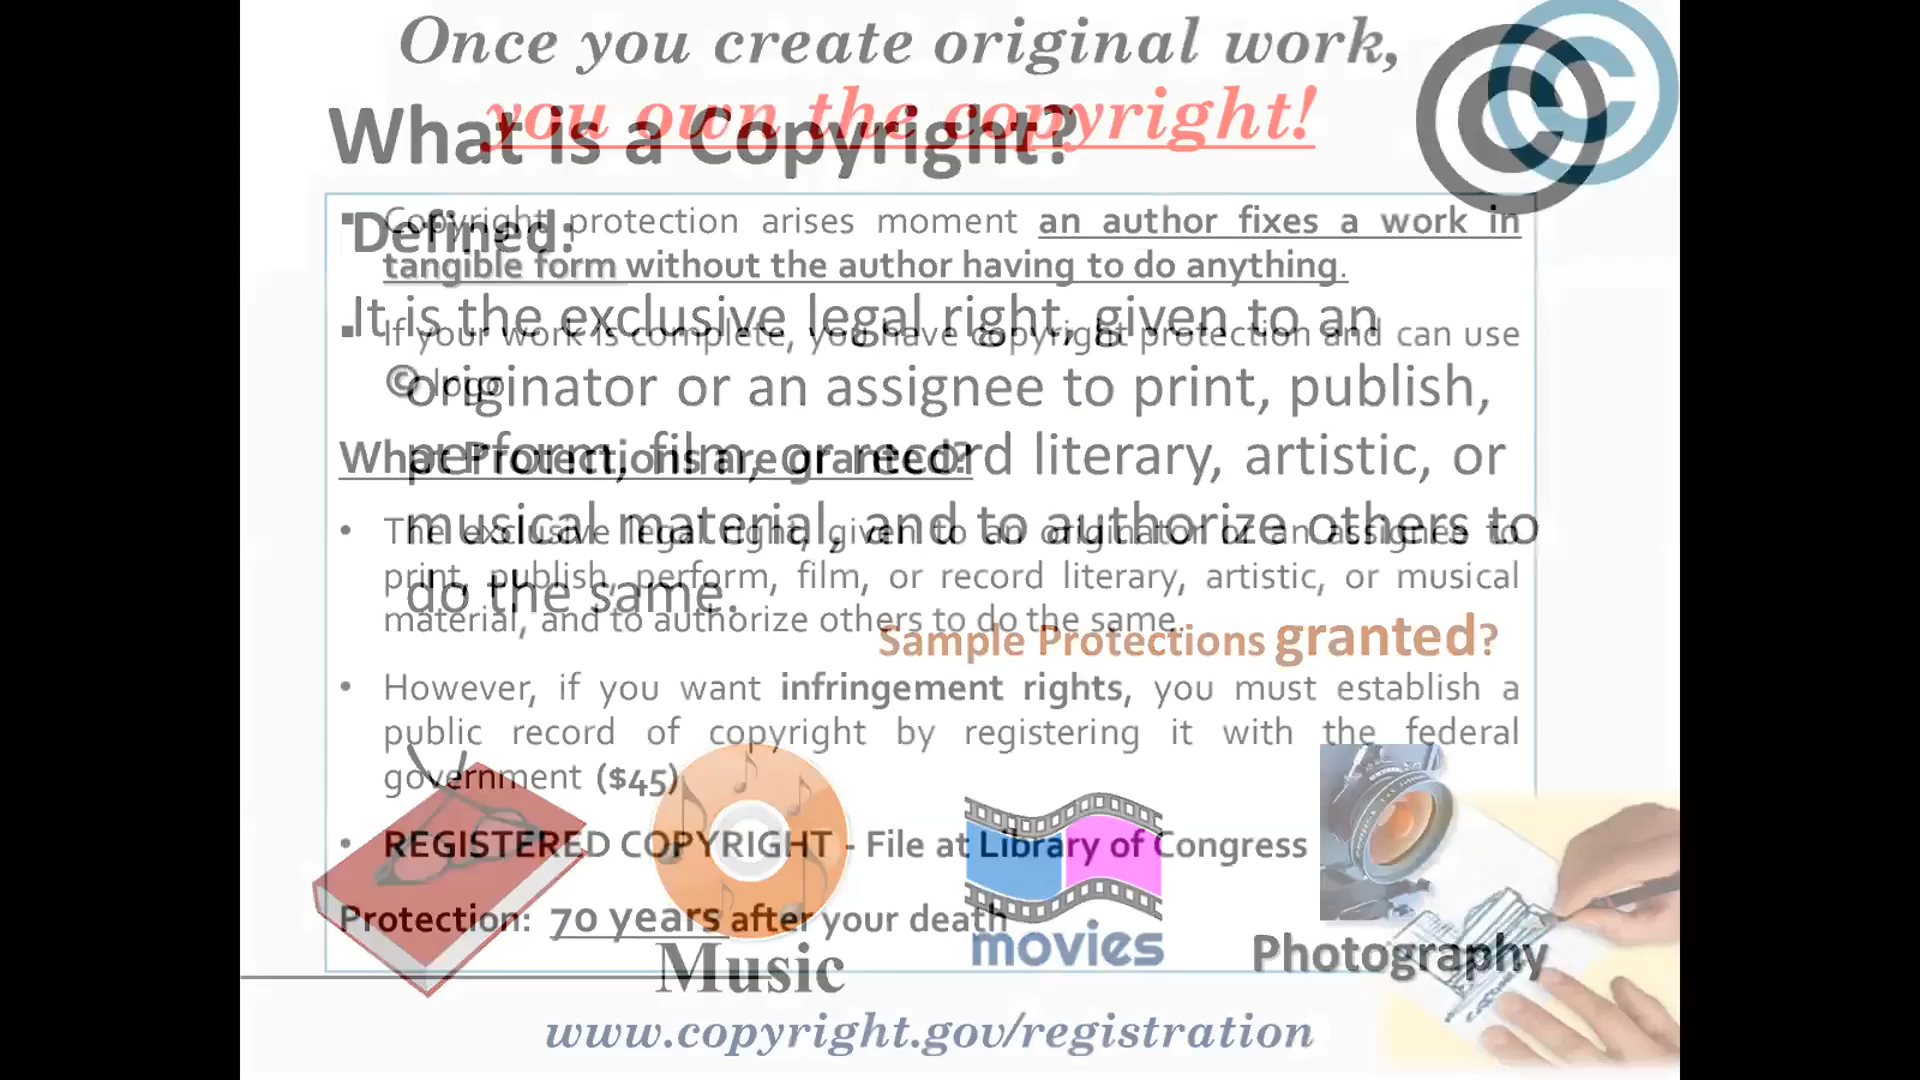 Once you create original work,
you own the copyright!
What is a Copyright?
Defined:
It is the exclusive legal right, given to an
originator or an assignee to print, publish,
perform, film, or record literary, artistic, or
musical material, and to authorize others to
do the same.
Sample Protections granted?
Music
movies
Photography
▪ Copyright protection arises moment an author fixes a work in
tangible form without the author having to do anything.
▪ If your work is complete, you have copyright protection and can use
© logo
What Protections are granted?
• The exclusive legal right, given to an originator or an assignee to
print, publish, perform, film, or record literary, artistic, or musical
material, and to authorize others to do the same.
• However, if you want infringement rights, you must establish a
public record of copyright by registering it with the federal
government ($45)
• REGISTERED COPYRIGHT - File at Library of Congress
Protection: 70 years after your death
www.copyright.gov/registration